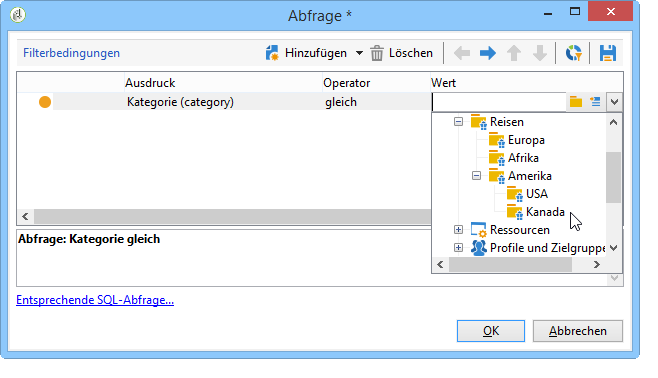 Abfrage *
Filterbedingungen Hinzufügen Löschen
Ausdruck Operator Wert
Kategorie (category) gleich
Reisen
Europa
Afrika
Amerika
USA
Kanada
Ressourcen
Profile und Zielgruppe
Abfrage: Kategorie gleich
Entsprechende SQL-Abfrage...
OK Abbrechen